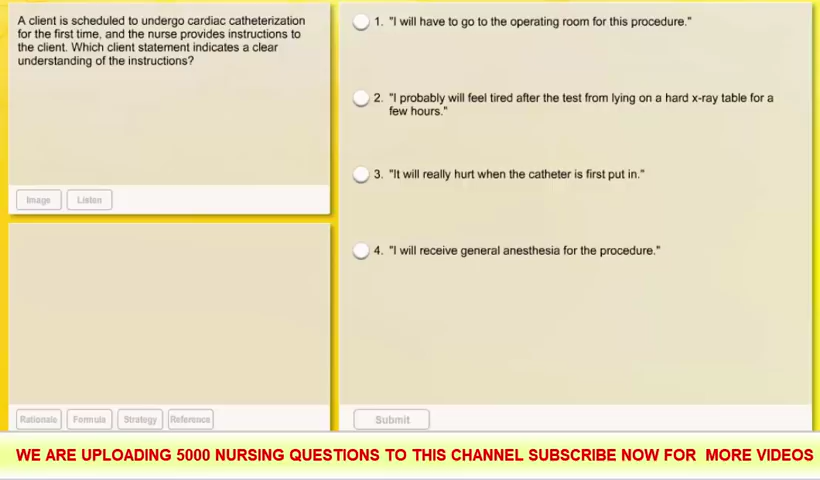 A client is scheduled to undergo cardiac catheterization
for the first time, and the nurse provides instructions to
the client. Which client statement indicates a clear
understanding of the instructions?
Image
Listen
1. "I will have to go to the operating room for this procedure."
2. "I probably will feel tired after the test from lying on a hard x-ray table for a
few hours."
3. "It will really hurt when the catheter is first put in."
4. "I will receive general anesthesia for the procedure."
Rationale
Formula
Strategy
Reference
Submit
WE ARE UPLOADING 5000 NURSING QUESTIONS TO THIS CHANNEL SUBSCRIBE NOW FOR MORE VIDEOS